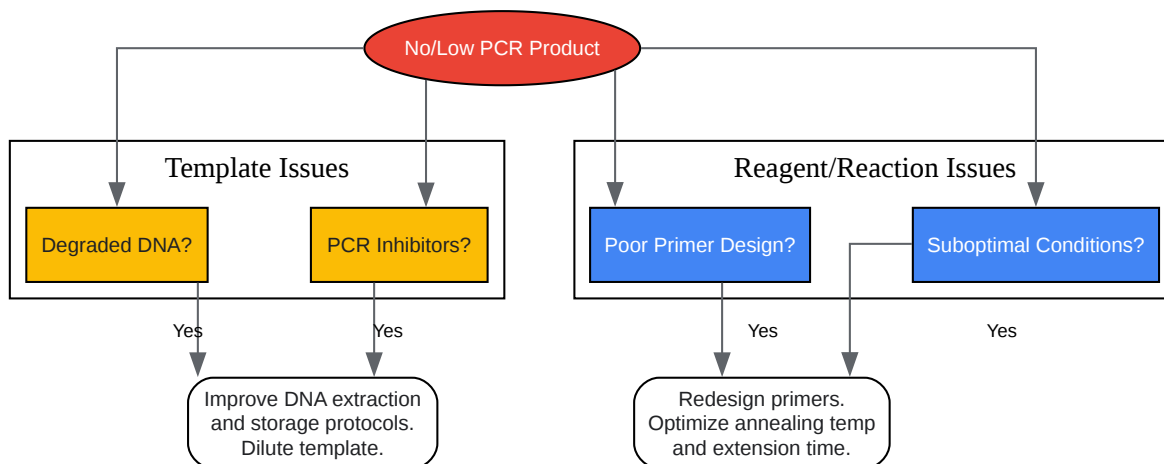 No/Low PCR Product
Template Issues
Reagent/Reaction Issues
Degraded DNA?
PCR Inhibitors?
Poor Primer Design?
Suboptimal Conditions?
Yes
Yes
Yes
Yes
Improve DNA extraction
and storage protocols.
Dilute template.
Redesign primers.
Optimize annealing temp
and extension time.